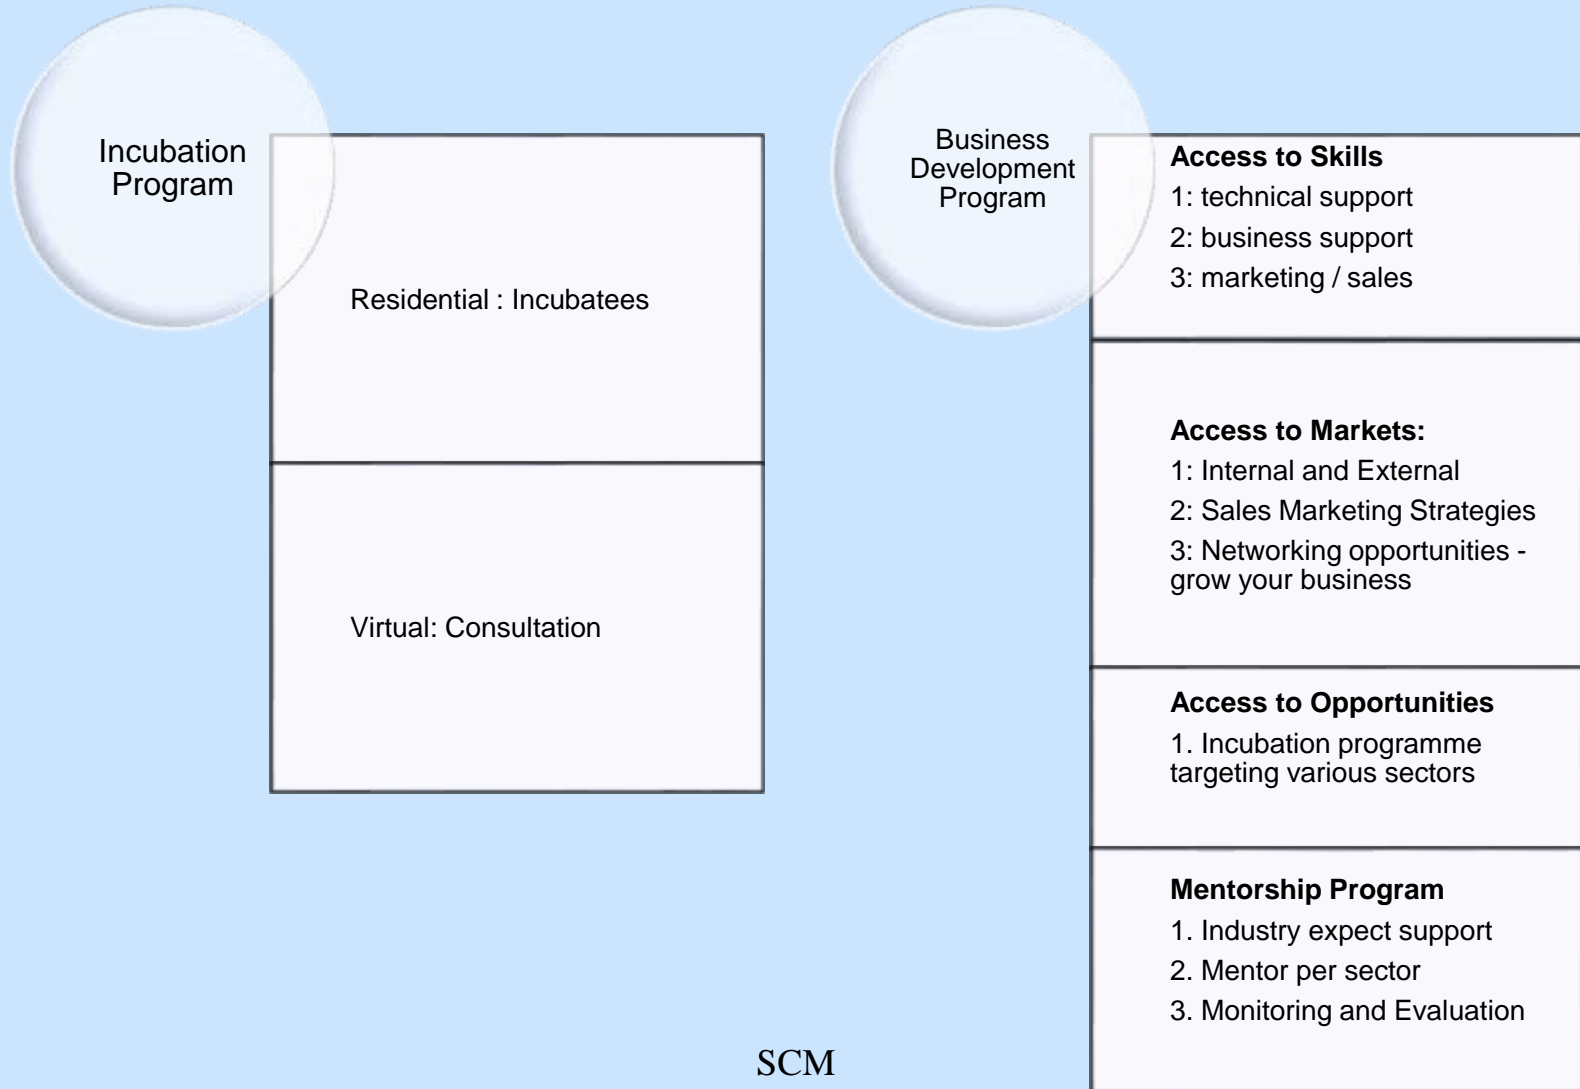 Incubation
Program
Residential : Incubatees
Virtual: Consultation
Business
Development
Program
Access to Skills
1: technical support
2: business support
3: marketing / sales
Access to Markets:
1: Internal and External
2: Sales Marketing Strategies
3: Networking opportunities -
grow your business
Access to Opportunities
1. Incubation programme
targeting various sectors
Mentorship Program
1. Industry expect support
2. Mentor per sector
3. Monitoring and Evaluation
SCM